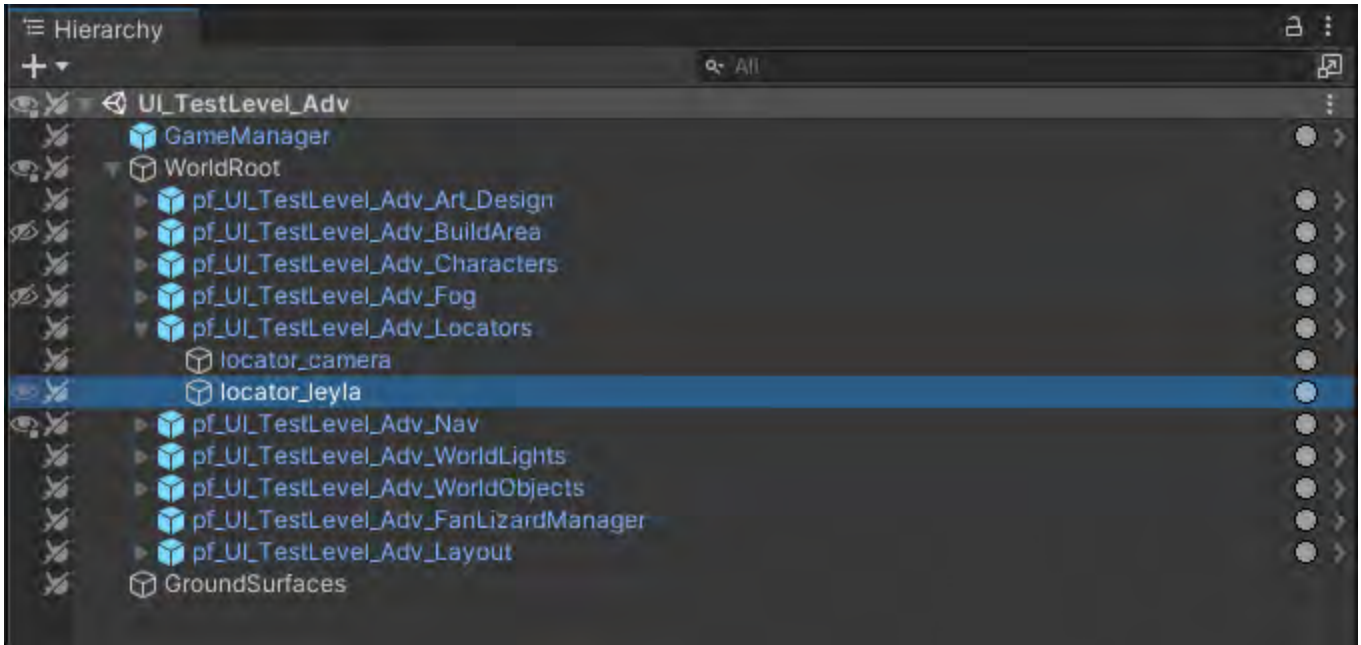 Hierarchy
All
UI_TestLevel_Adv
GameManager
WorldRoot
pf_UI_TestLevel_Adv_Art_Design
pf_UI_TestLevel_Adv_BuildArea
pf_UI_TestLevel_Adv_Characters
pf_UI_TestLevel_Adv_Fog
pf_UI_TestLevel_Adv_Locators
locator_camera
locator_leyla
pf_UI_TestLevel_Adv_Nav
pf_UI_TestLevel_Adv_WorldLights
pf_UI_TestLevel_Adv_WorldObjects
pf_UI_TestLevel_Adv_FanLizardManager
pf_UI_TestLevel_Adv_Layout
GroundSurfaces